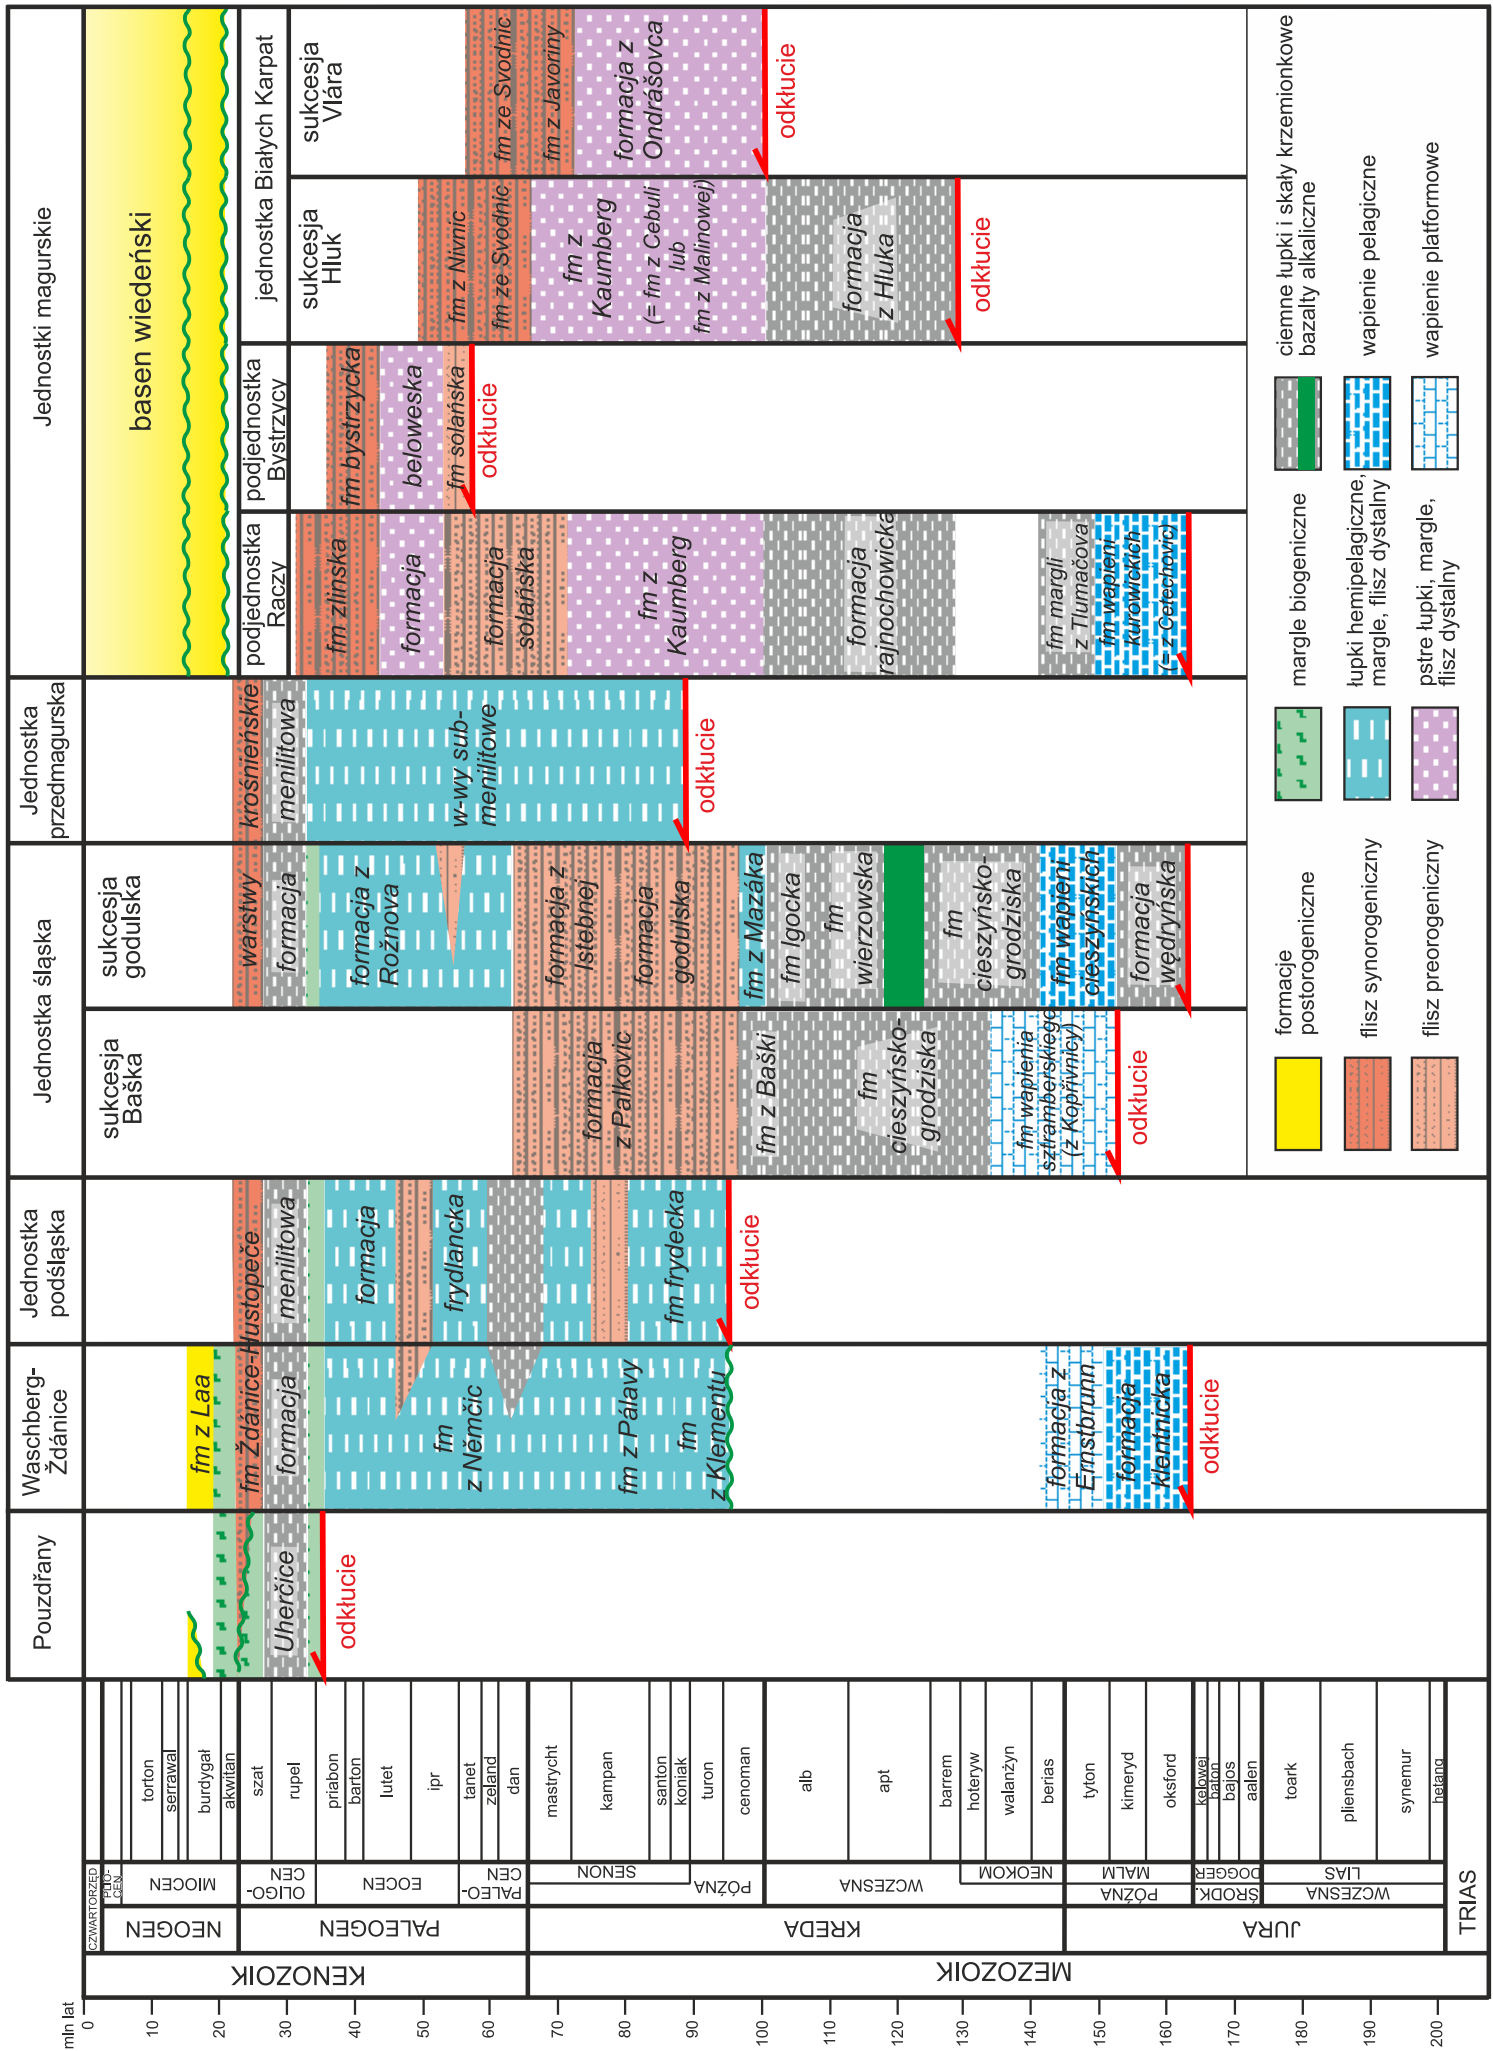 Jednostki magurskie
basen wiedeński
jednostka Białych Karpat
sukcesja
Vlára
fm ze Svodnic
fm z Javoriny
formacja z
Ondrášovca
odkłucie
sukcesja
Hluk
fm z Nivnic
fm ze Svodnic
fm z
Kaumberg
(= fm z Cebuli
lub
fm z Malinowej)
formacja
z Hluka
odkłucie
podjednostka
Bystrzycy
fm bystrzycka
beloweska
fm solańska
odkłucie
podjednostka
Raczy
fm zlinska
formacja
formacja
solańska
fm z
Kaumberg
formacja
rajnochowicka
fm margli
z Tlumačova
fm wapieni
kurowickich
(= z Cetechovic)
Jednostka
przedmagurska
krośnieńskie
menilitowa
w-wy sub-
menilitowe
odkłucie
Jednostka śląska
sukcesja
godulska
warstwy
formacja
formacja z
Rožnova
formacja z
Istebnej
formacja
godulska
fm z Mazáka
fm lgocka
fm
wierzowska
fm
cieszyńsko-
grodziska
fm wapieni
cieszyńskich
formacja
wędryńska
sukcesja
Baška
formacja
z Palkovic
fm z Baški
fm
cieszyńsko-
grodziska
fm wapienia
sztramberskiego
(z Kopřivnicy)
odkłucie
Jednostka
podśląska
menilitowa
formacja
frydlancka
fm frydecka
odkłucie
Waschberg-
Ždánice
fm z Laa
fm Ždánice-Hustopeče
formacja
fm
z Němčic
fm z Pálavy
fm
z Klementu
formacja z
Ernstbrunn
formacja
klentnicka
odkłucie
Pouzdřany
Uherčice
odkłucie
ciemne łupki i skały krzemionkowe
bazalty alkaliczne
wapienie pelagiczne
wapienie platformowe
margle biogeniczne
łupki hemipelagiczne,
margle, flisz dystalny
pstre łupki, margle,
flisz dystalny
formacje
postorogeniczne
flisz synorogeniczny
flisz preorogeniczny
torton
serrawal
burdygał
akwitan
szat
rupel
priabon
barton
lutet
ipr
tanet
zeland
dan
mastrycht
kampan
santon
koniak
turon
cenoman
alb
apt
barrem
hoteryw
walanżyn
berias
tyton
kimeryd
oksford
kelowej
baton
bajos
aalen
toark
pliensbach
synemur
hetang
CZWARTORZĘD
PLIO-
CEN
MIOCEN
OLIGO-
CEN
EOCEN
PALEO-
CEN
SENON
PÓŹNA
WCZESNA
NEOKOM
MALM
PÓŹNA
DOGGER
ŚRODK.
LIAS
WCZESNA
NEOGEN
PALEOGEN
KREDA
JURA
TRIAS
KENOZOIK
MEZOZOIK
mln lat
0
10
20
30
40
50
60
70
80
90
100
110
120
130
140
150
160
170
180
190
200